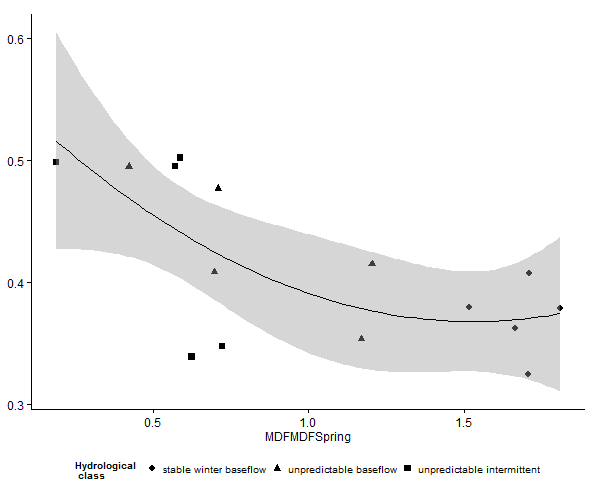 0.6
0.5
0.4
0.3
0.5 1.0 1.5
MDFMDFSpring
Hydrological
class
stable winter baseflow unpredictable baseflow unpredictable intermittent